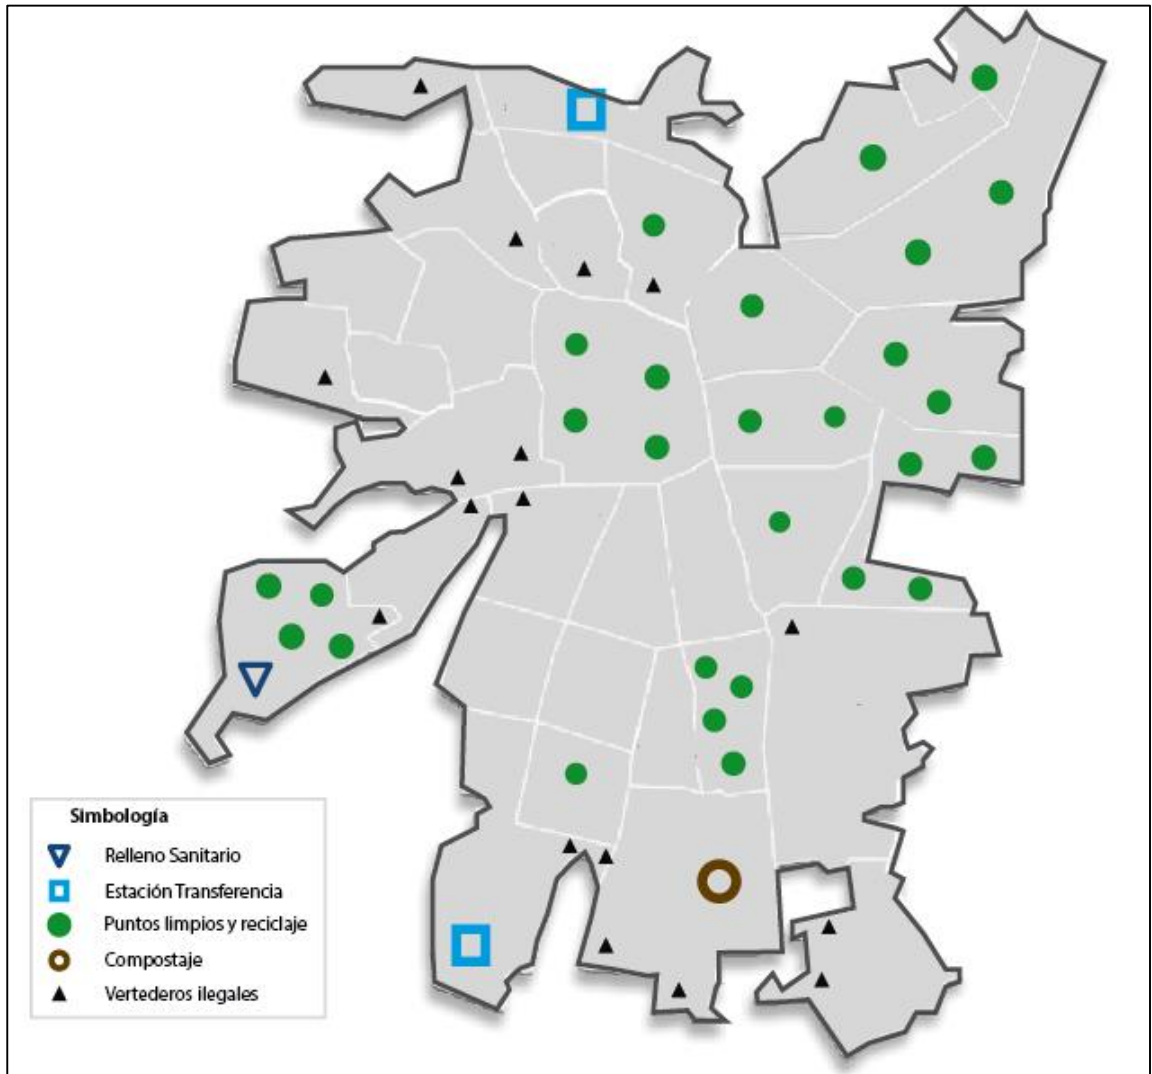 Simbología
Relleno Sanitario
Estación Transferencia
Puntos limpios y reciclaje
Compostaje
Vertederos ilegales